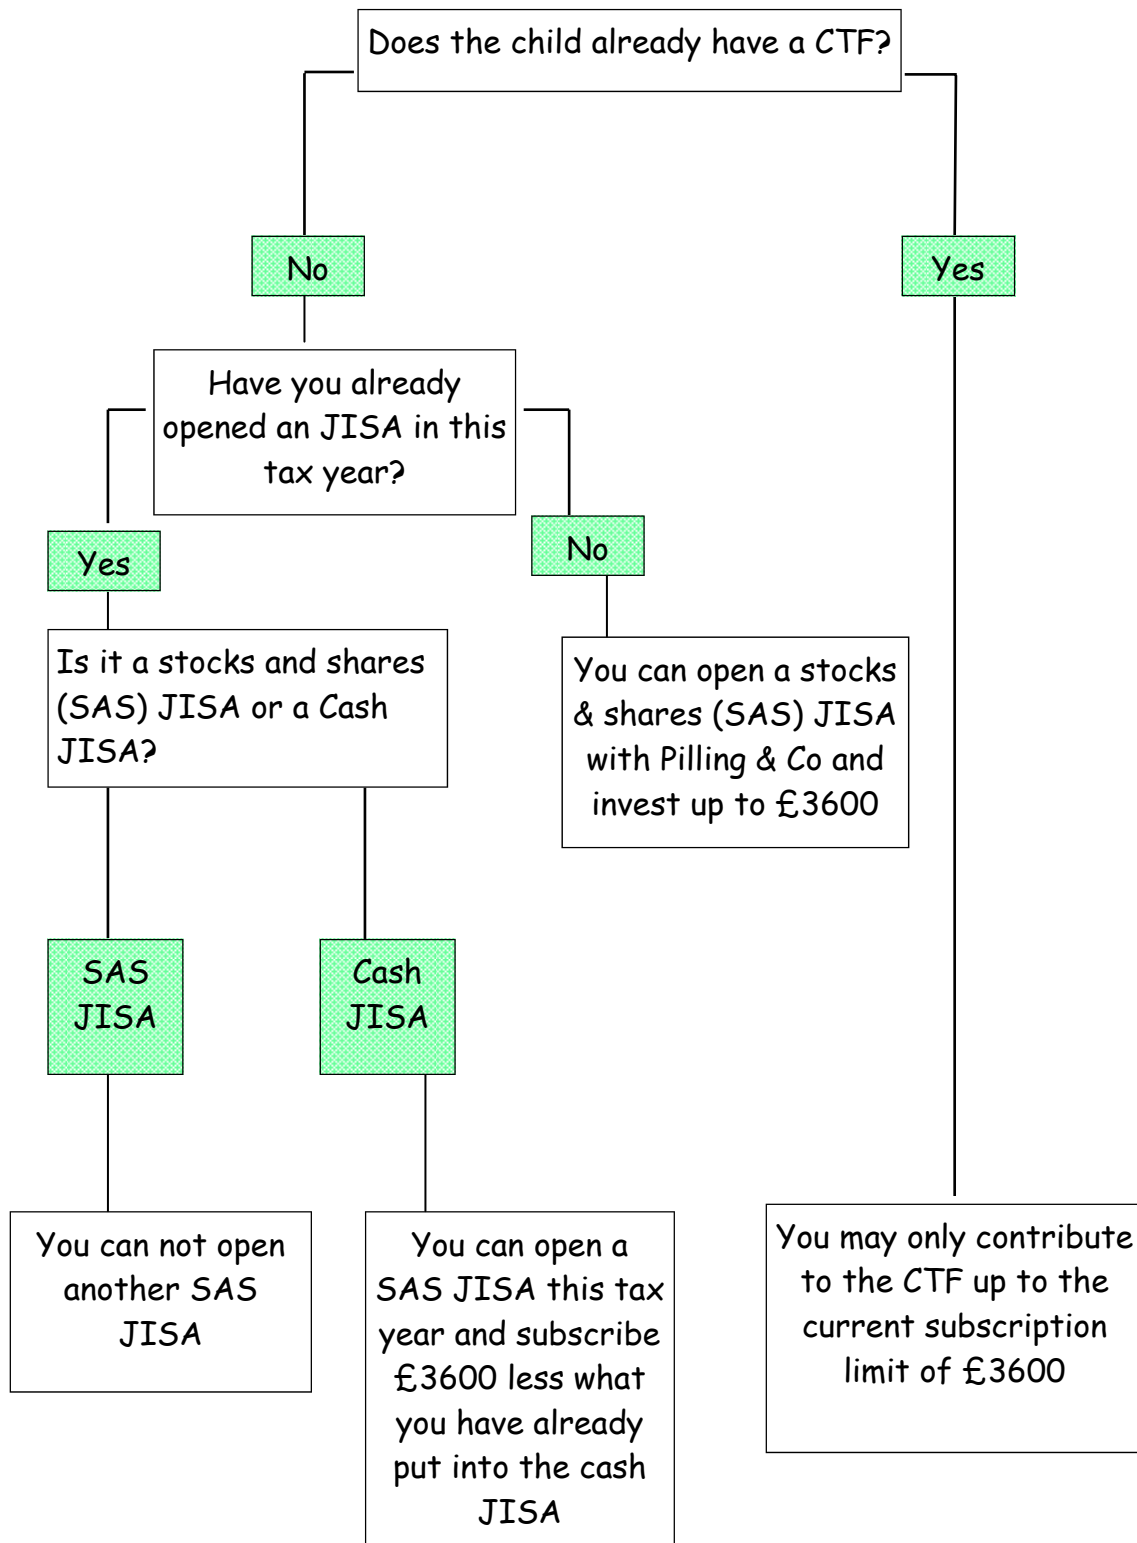 Does the child already have a CTF?
No
Yes
Have you already
opened an JISA in this
tax year?
Yes
No
Is it a stocks and shares
(SAS) JISA or a Cash
JISA?
You can open a stocks
& shares (SAS) JISA
with Pilling & Co and
invest up to £3600
SAS
JISA
Cash
JISA
You can not open
another SAS
JISA
You can open a
SAS JISA this tax
year and subscribe
£3600 less what
you have already
put into the cash
JISA
You may only contribute
to the CTF up to the
current subscription
limit of £3600